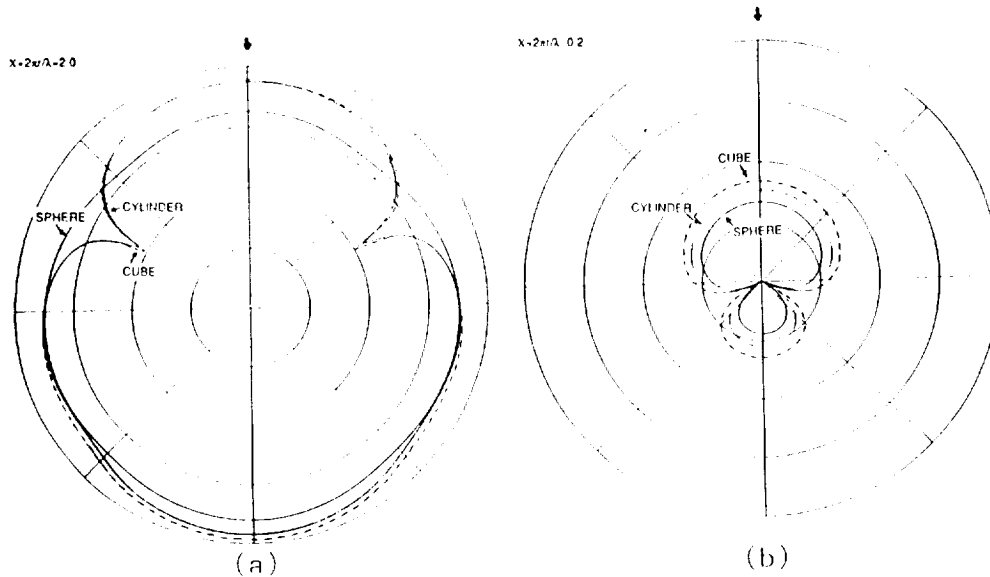 X=2πr/λ=2.0
SPHERE
CYLINDER
CUBE
(a)
X=2πr/λ 0.2
CUBE
CYLINDER
SPHERE
(b)